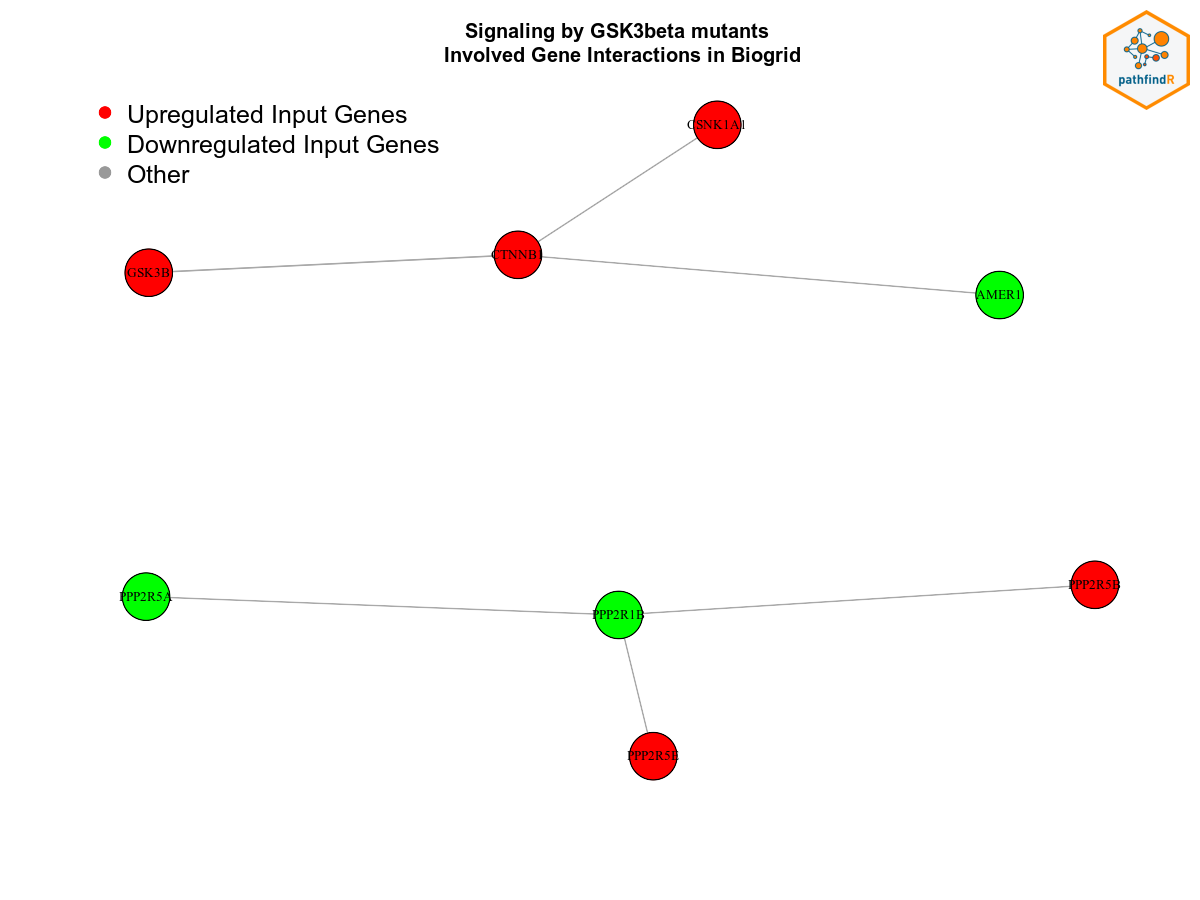 Signaling by GSK3beta mutants
Involved Gene Interactions in Biogrid
pathfindR
Upregulated Input Genes
Downregulated Input Genes
Other
CSNK1A1
CTNNB1
GSK3B
AMER1
PPP2R5B
PPP2R5A
PPP2R1B
PPP2R5E